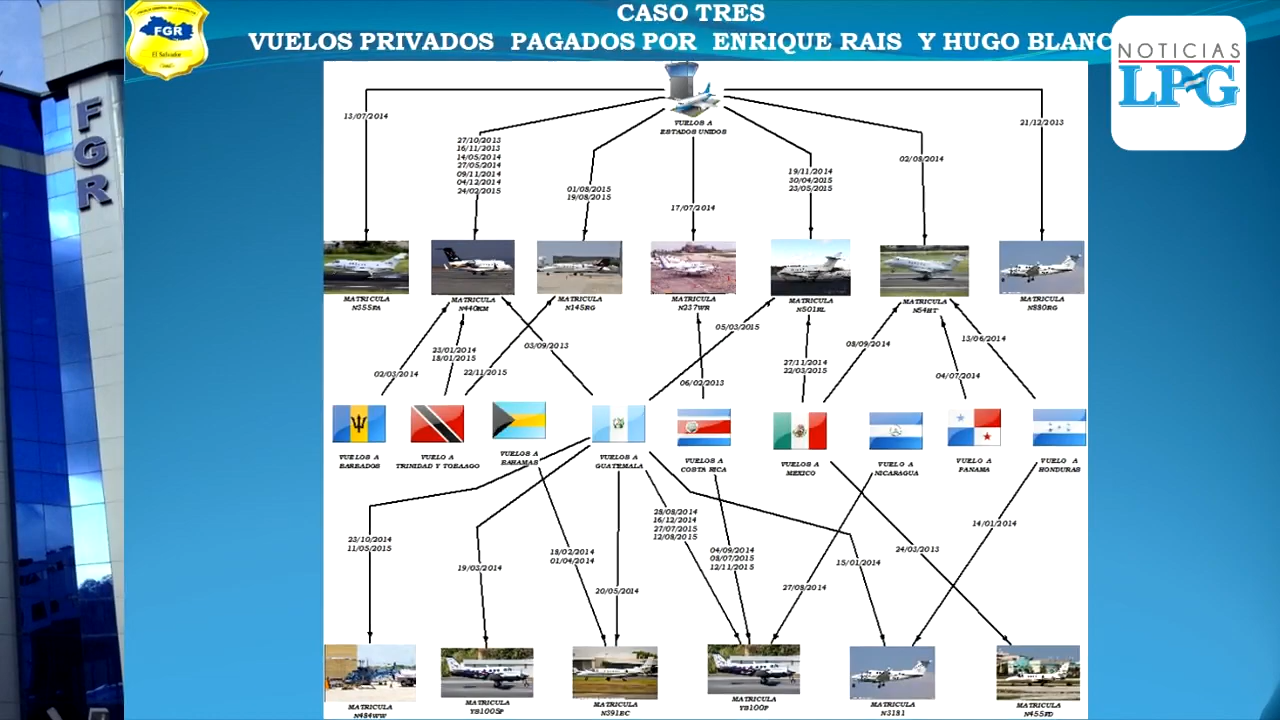 CASO TRES
VUELOS PRIVADOS PAGADOS POR ENRIQUE RAIS Y HUGO BLANC
FGR
El Salvador
NOTICIAS
LPG
FGR
VUELOS A
ESTADOS UNIDOS
13/07/2014
27/10/2013
16/11/2013
14/05/2014
27/05/2014
09/11/2014
04/12/2014
24/02/2015
01/08/2015
19/08/2015
17/07/2014
19/11/2014
30/04/2015
23/05/2015
02/08/2014
21/12/2013
MATRICULA
N355PA
MATRICULA
N440KM
MATRICULA
N145RG
MATRICULA
N237WR
MATRICULA
N501RL
MATRICULA
N54HT
MATRICULA
N880RG
02/03/2014
23/01/2014
18/01/2015
22/11/2015
03/09/2013
05/03/2015
06/02/2013
27/11/2014
22/03/2015
08/09/2014
04/07/2014
13/06/2014
VUELOS A
BARBADOS
VUELO A
TRINIDAD Y TOBAAGO
VUELOS A
BAHAMAS
VUELOS A
GUATEMALA
VUELOS A
COSTA RICA
VUELOS A
MEXICO
VUELO A
NICARAGUA
VUELO A
PANAMA
VUELO A
HONDURAS
23/10/2014
11/05/2015
19/03/2014
18/02/2014
01/04/2014
20/05/2014
28/08/2014
16/12/2014
27/07/2015
12/08/2015
04/09/2014
08/07/2015
12/11/2015
27/08/2014
15/01/2014
24/03/2013
14/01/2014
MATRICULA
N484WW
MATRICULA
YS100SP
MATRICULA
N391BC
MATRICULA
YS100P
MATRICULA
N3181
MATRICULA
N455FD